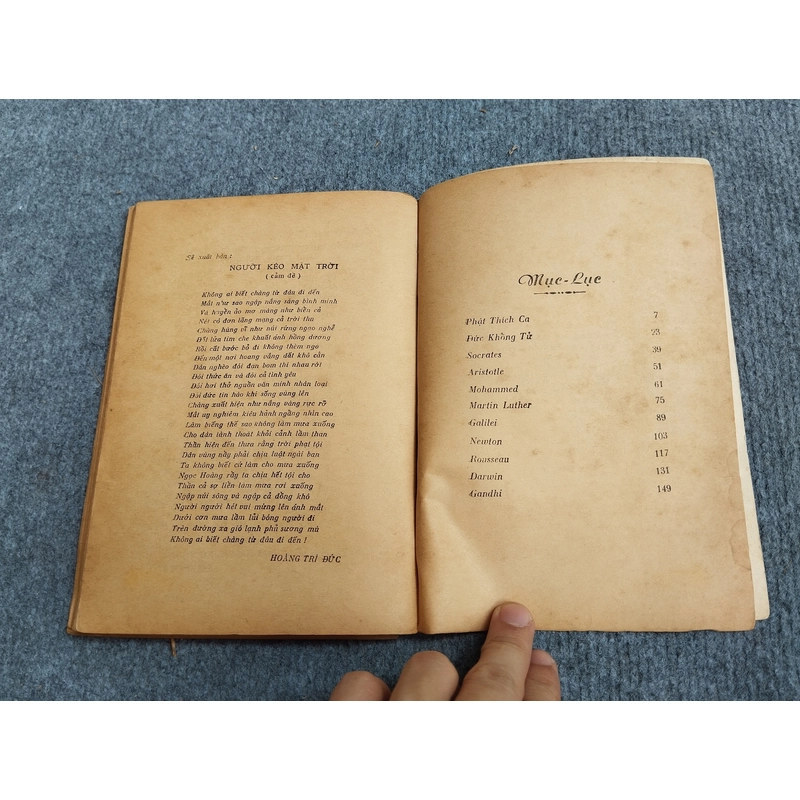 Sẽ xuất bản :
NGƯỜI KÉO MẶT TRỜI
( cảm đề )
Không ai biết chàng từ đâu đi đến
Mắt như sao ngập nắng sáng bình minh
Và huyền ảo mơ màng như biển cả
Nét cô đơn lãng mạng cả trời thu
Chàng hùng vĩ như núi rừng ngạo nghễ
Đốt lửa tim che khuất ánh hồng dương
Rồi cất bước bỏ đi không thèm ngó
Đến một nơi hoang vắng đất khô cằn
Dân nghèo đói đạn bom thi nhau rơi
Đói thức ăn và đói cả tình yêu
Đói hơi thở nguồn văn minh nhân loại
Đói đức tin hào khí sống vùng lên
Chàng xuất hiện như nắng vàng rực rỡ
Mắt uy nghiêm kiêu hãnh ngẩng nhìn cao
Làm biếng thế sao không làm mưa xuống
Cho dân lành thoát khỏi cảnh lầm than
Thần hiện đến thưa rằng trời phạt tội
Dân vùng nầy phải chịu luật ngài ban
Ta không biết cứ làm cho mưa xuống
Ngọc Hoàng rầy ta chịu hết tội cho
Thần cả sợ liền làm mưa rơi xuống
Ngập núi sông và ngập cả đồng khô
Người người hét vui mừng lên ánh mắt
Dưới cơn mưa lầm lủi bóng người đi
Trên đường xa gió lạnh phủ sương mù
Không ai biết chàng từ đâu đi đến !
HOÀNG TRÍ ĐỨC
Mục-Lục
Phật Thích Ca 7
Đức Khổng Tử 23
Socrates 39
Aristotle 51
Mohammed 61
Martin Luther 75
Galilei 89
Newton 103
Rousseau 117
Darwin 131
Gandhi 149